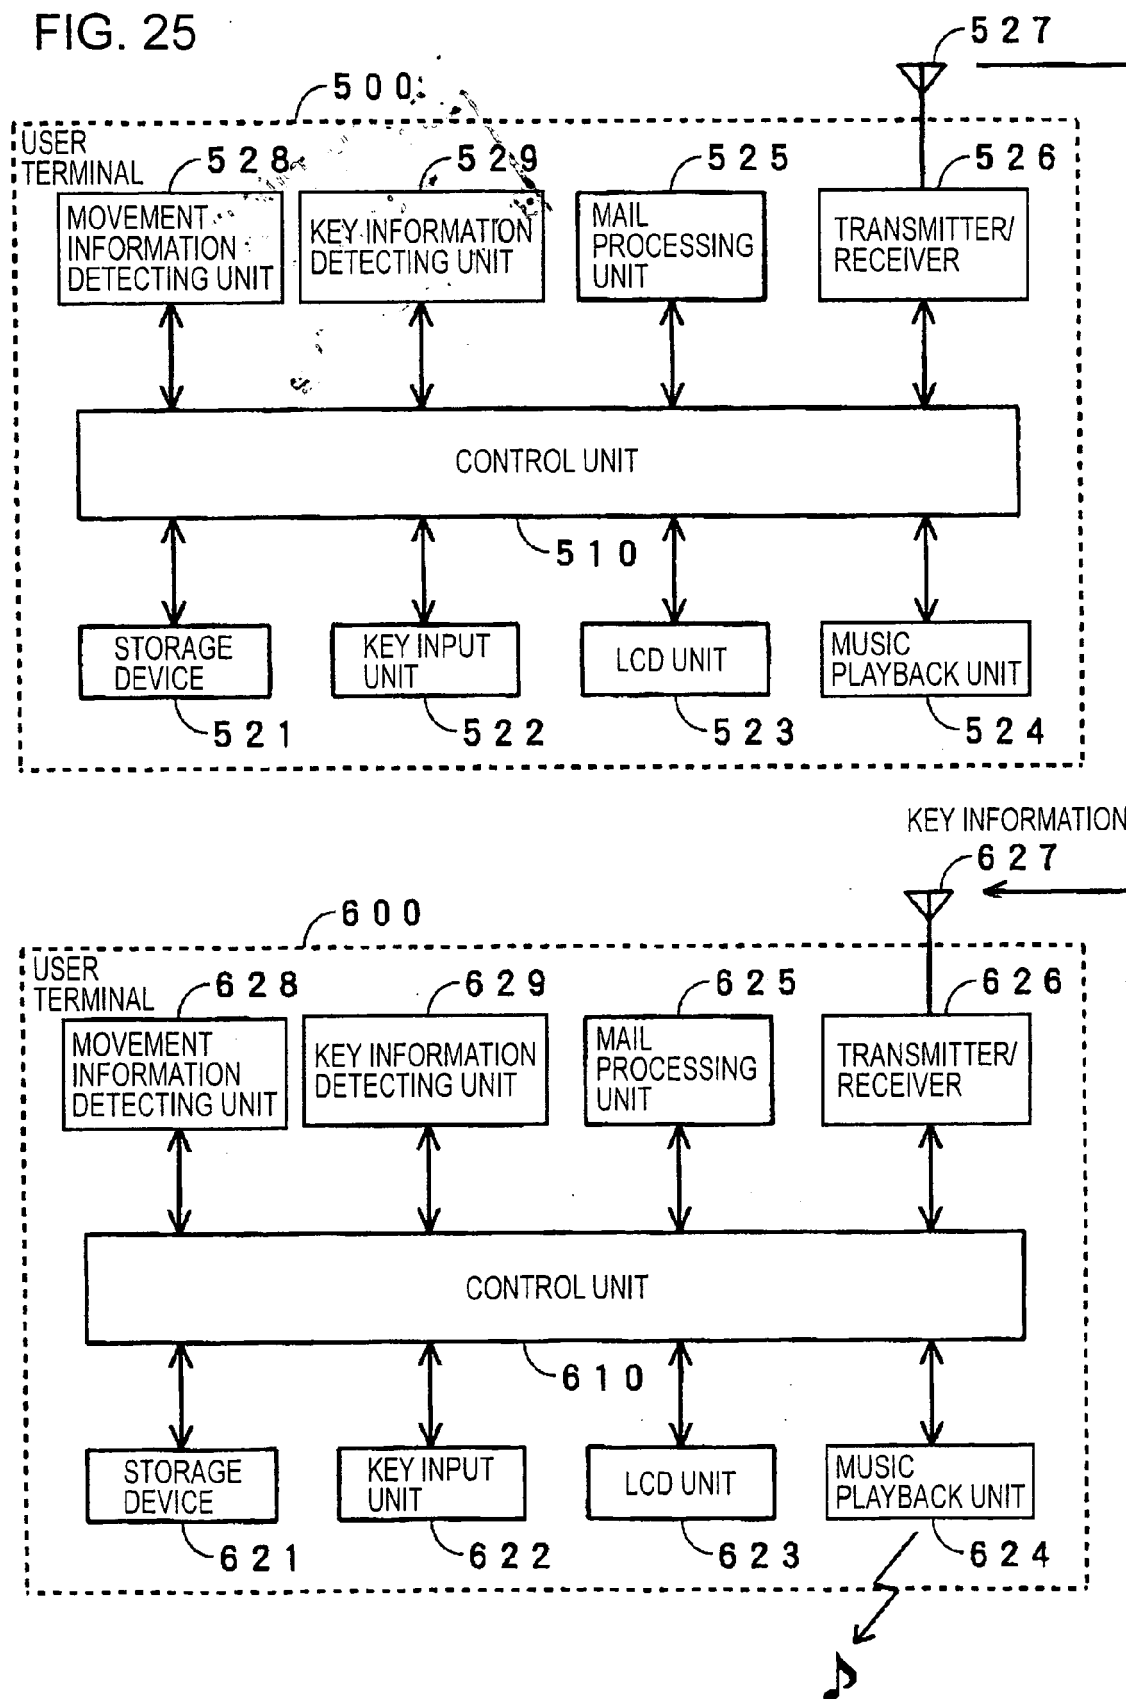 FIG. 25
527
500
USER
TERMINAL
528
529
525
526
MOVEMENT
INFORMATION
DETECTING UNIT
KEY INFORMATION
DETECTING UNIT
MAIL
PROCESSING
UNIT
TRANSMITTER/
RECEIVER
CONTROL UNIT
510
STORAGE
DEVICE
KEY INPUT
UNIT
LCD UNIT
MUSIC
PLAYBACK UNIT
521
522
523
524
KEY INFORMATION
627
600
USER
TERMINAL
628
629
625
626
MOVEMENT
INFORMATION
DETECTING UNIT
KEY INFORMATION
DETECTING UNIT
MAIL
PROCESSING
UNIT
TRANSMITTER/
RECEIVER
CONTROL UNIT
610
STORAGE
DEVICE
KEY INPUT
UNIT
LCD UNIT
MUSIC
PLAYBACK UNIT
621
622
623
624